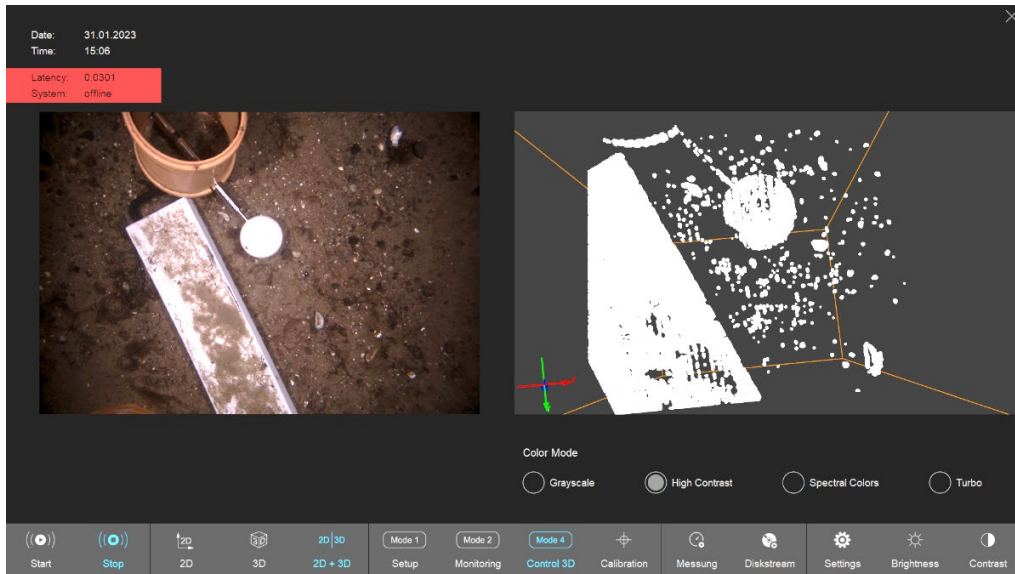 Date: 31.01.2023
Time: 15:06
Latency: 0.0301
System: offline
Color Mode
Grayscale High Contrast Spectral Colors Turbo
2D 3D 2D|3D Mode 1 Mode 2 Mode 4
Start Stop 2D 3D 2D + 3D Setup Monitoring Control 3D Calibration Messung Diskstream Settings Brightness Contrast